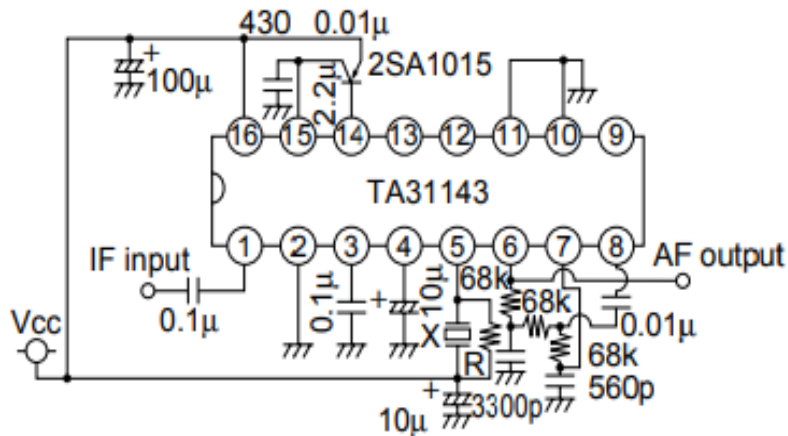 430 0.01μ
+
100μ
2.2μ
2SA1015
16 15 14 13 12 11 10 9
TA31143
1 2 3 4 5 6 7 8
IF input
AF output
0.1μ
0.1μ
+
10μ
68k
68k
0.01μ
Vcc
X
R
68k
560p
+
10μ
3300p